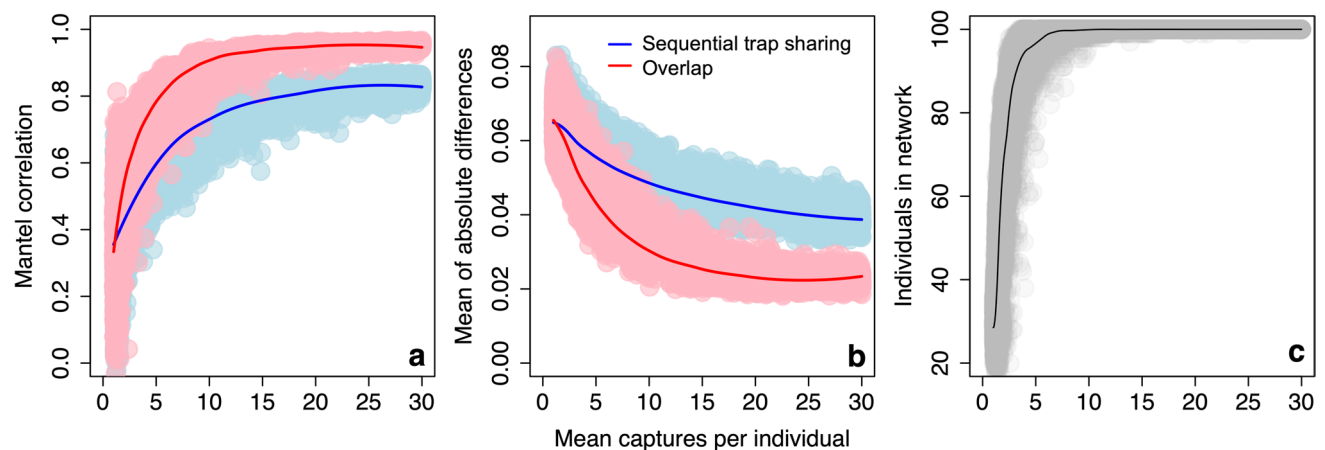 Mantel correlation
1.0
0.8
0.6
0.4
0.2
0.0
0 5 10 15 20 25 30
a
Mean of absolute differences
0.08
0.06
0.04
0.02
0.00
Sequential trap sharing
Overlap
0 5 10 15 20 25 30
b
Mean captures per individual
Individuals in network
100
80
60
40
20
0 5 10 15 20 25 30
c